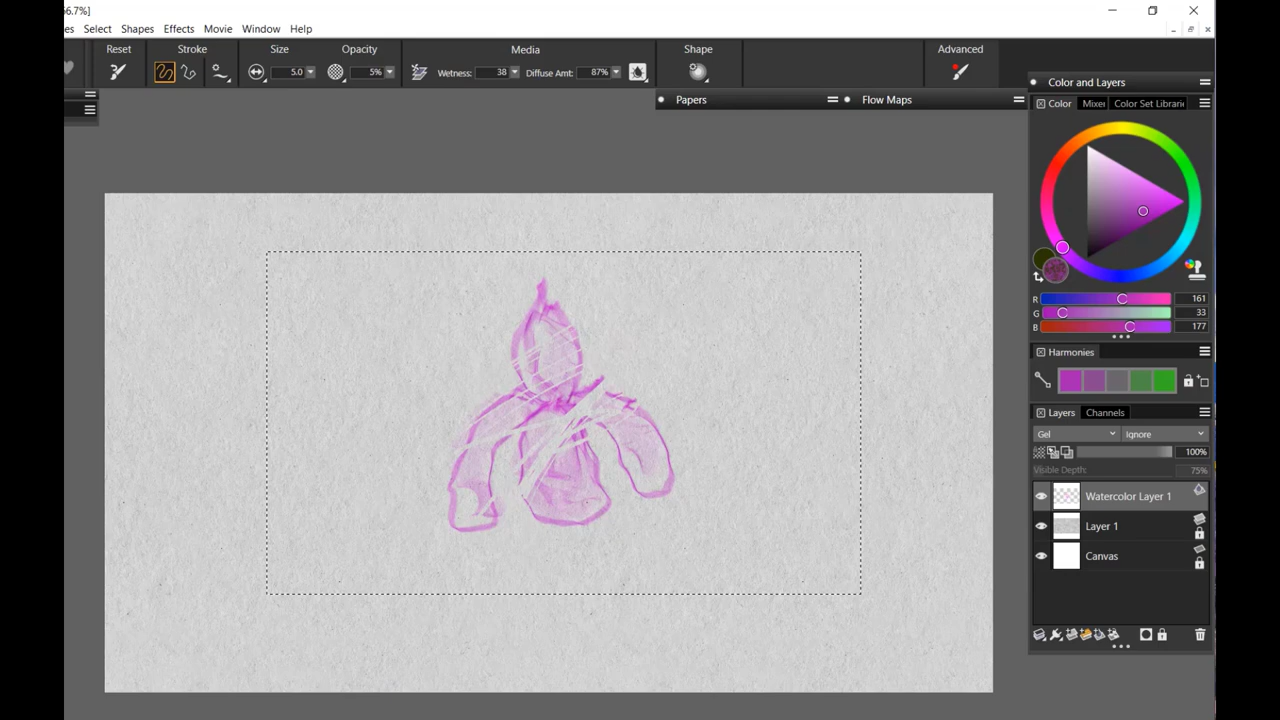 6.7%]
es Select Shapes Effects Movie Window Help
Reset Stroke Size Opacity Media Shape Advanced
5.0 5% Wetness: 38 Diffuse Amt: 87%
Papers Flow Maps
Color and Layers
Color Mixer Color Set Librari
R 161
G 33
B 177
Harmonies
Layers Channels
Gel Ignore
100%
Visible Depth: 75%
Watercolor Layer 1
Layer 1
Canvas